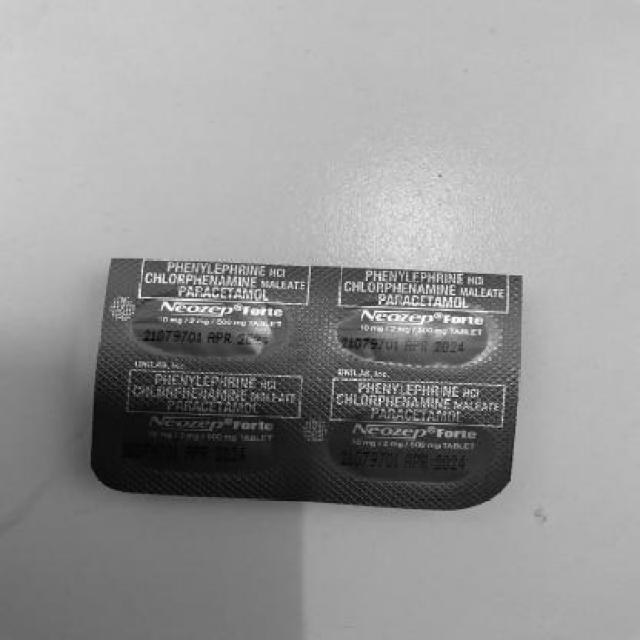 PHENYLEPHRINE HCl
CHLORPHENAMINE MALEATE
PARACETAMOL
Neozep® Forte
10 mg / 2 mg / 500 mg TABLET
21079701 APR
PHENYLEPHRINE HCl
CHLORPHENAMINE MALEATE
PARACETAMOL
Neozep® Forte
10 mg / 2 mg / 500 mg TABLET
21079701 APR 2024
UNILAB, Inc.
PHENYLEPHRINE HCl
CHLORPHENAMINE MALEATE
PARACETAMOL
Neozep® Forte
10 mg / 2 mg / 500 mg TABLET
APR 2024
UNILAB, Inc.
PHENYLEPHRINE HCl
CHLORPHENAMINE MALEATE
PARACETAMOL
Neozep® Forte
10 mg / 2 mg / 500 mg TABLET
21079701 APR 2024